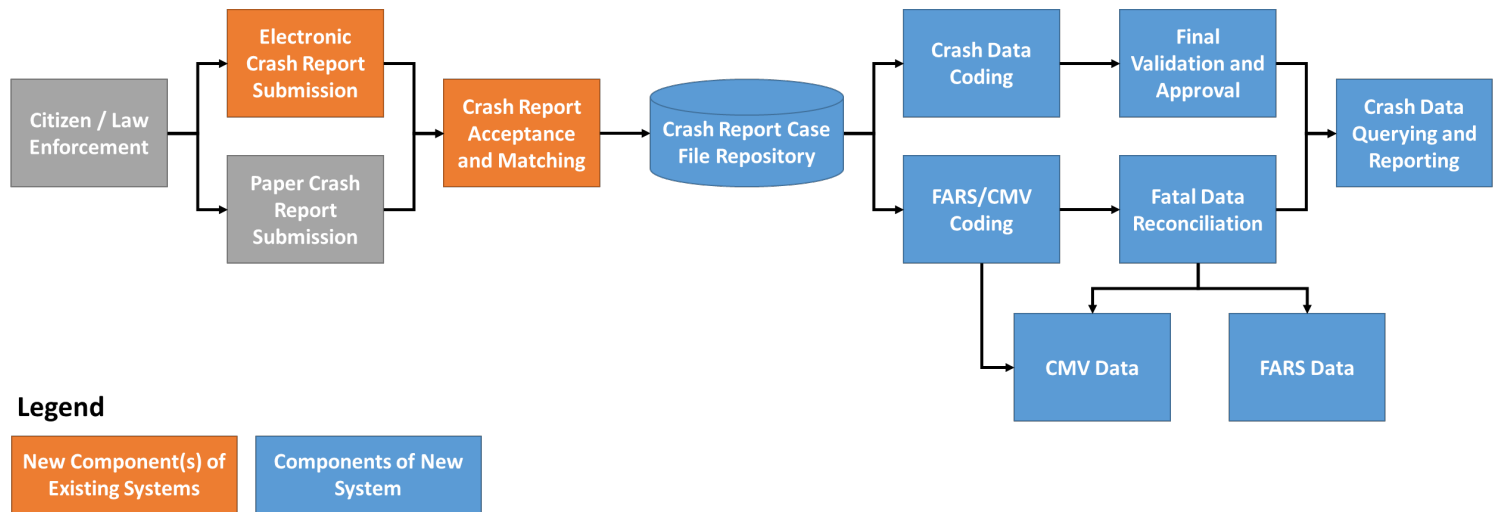 Citizen / Law
Enforcement
Electronic
Crash Report
Submission
Paper Crash
Report
Submission
Crash Report
Acceptance
and Matching
Crash Report Case
File Repository
Crash Data
Coding
Final
Validation and
Approval
FARS/CMV
Coding
Fatal Data
Reconciliation
Crash Data
Querying and
Reporting
CMV Data
FARS Data
Legend
New Component(s) of
Existing Systems
Components of New
System